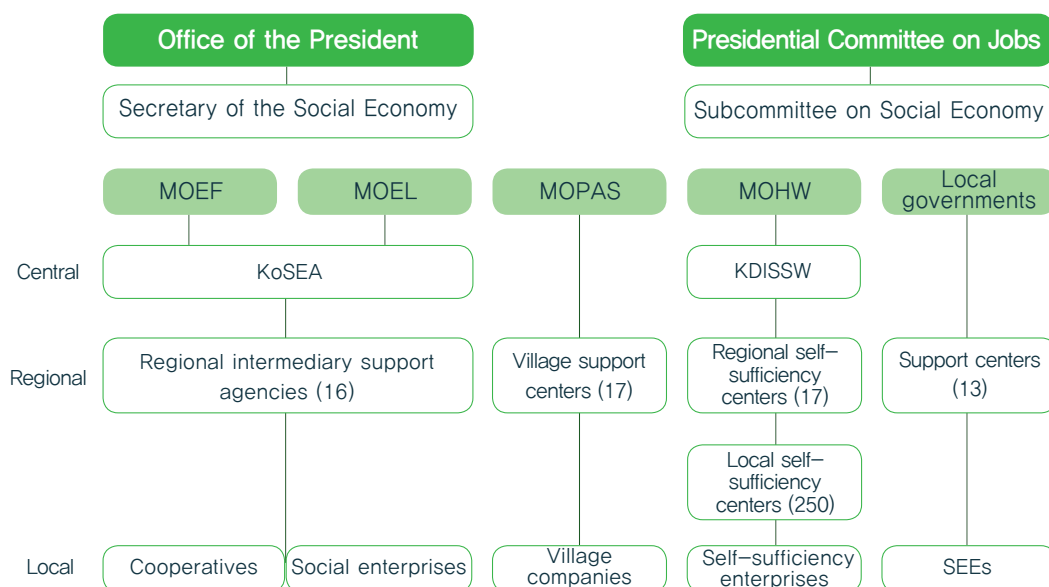 Office of the President
Presidential Committee on Jobs
Secretary of the Social Economy
Subcommittee on Social Economy
MOEF
MOEL
MOPAS
MOHW
Local
governments
Central
KoSEA
KDISSW
Regional
Regional intermediary support
agencies (16)
Village support
centers (17)
Regional self-
sufficiency
centers (17)
Support centers
(13)
Local self-
sufficiency
centers (250)
Local
Cooperatives
Social enterprises
Village
companies
Self-sufficiency
enterprises
SEEs